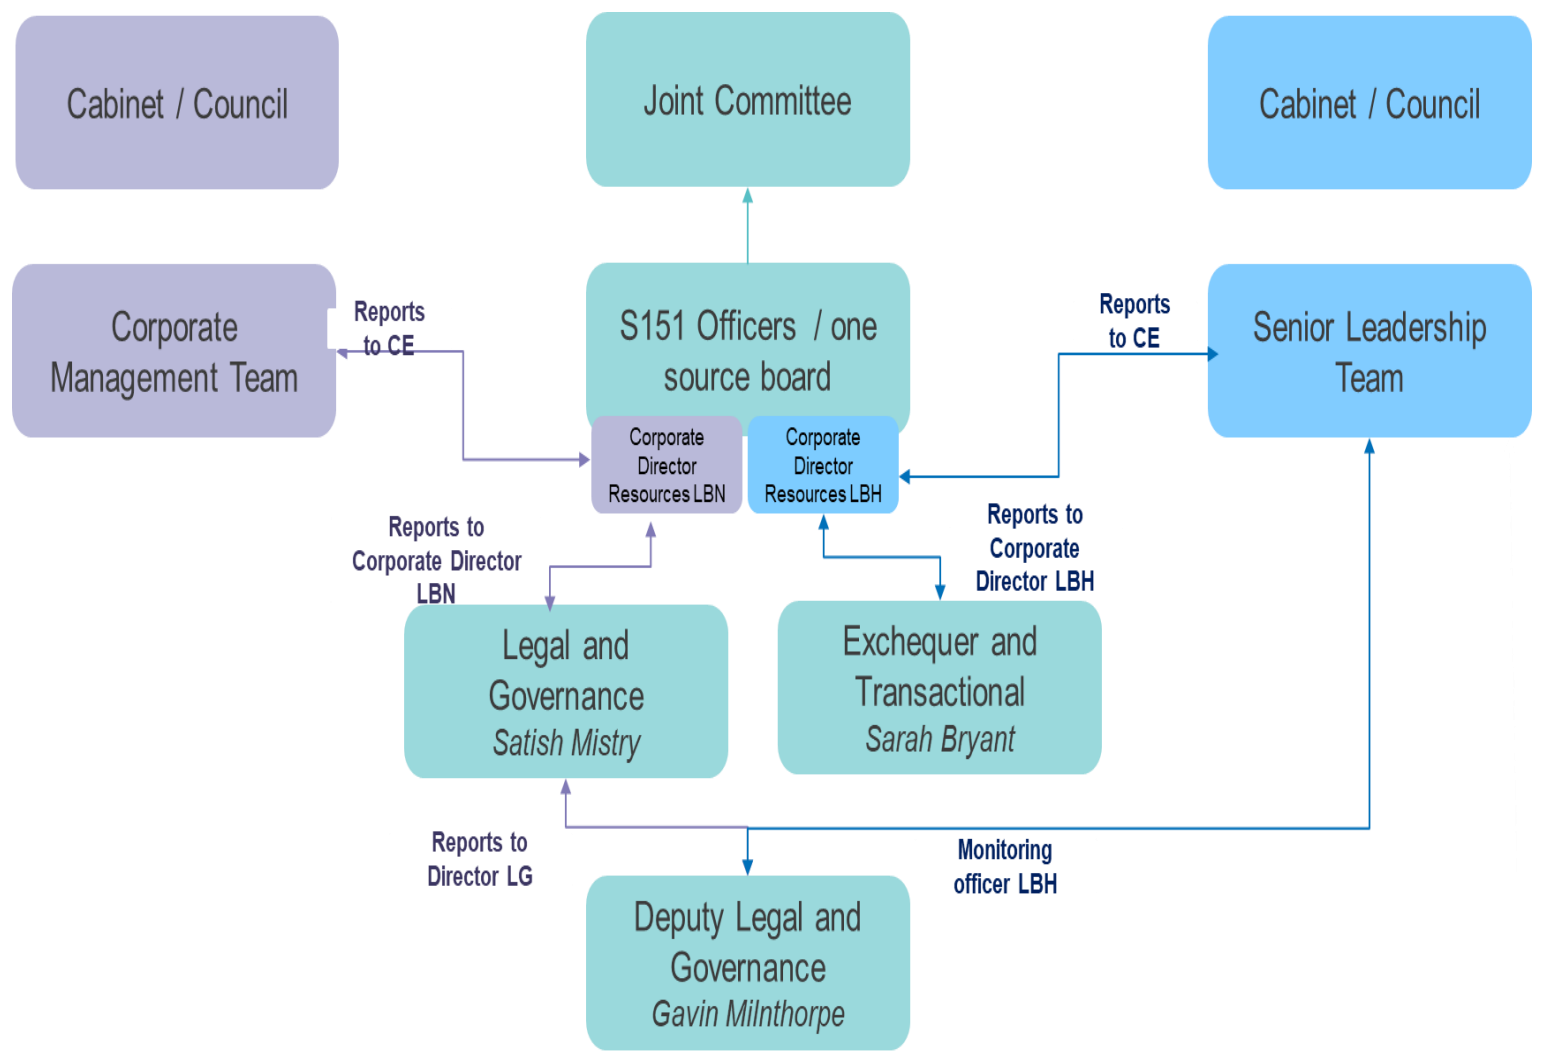 Cabinet / Council
Joint Committee
Cabinet / Council
Corporate
Management Team
Reports
to CE
S151 Officers / one
source board
Reports
to CE
Senior Leadership
Team
Corporate
Director
Resources LBN
Corporate
Director
Resources LBH
Reports to
Corporate Director
LBN
Reports to
Corporate
Director LBH
Legal and
Governance
Satish Mistry
Exchequer and
Transactional
Sarah Bryant
Reports to
Director LG
Monitoring
officer LBH
Deputy Legal and
Governance
Gavin Milnthorpe